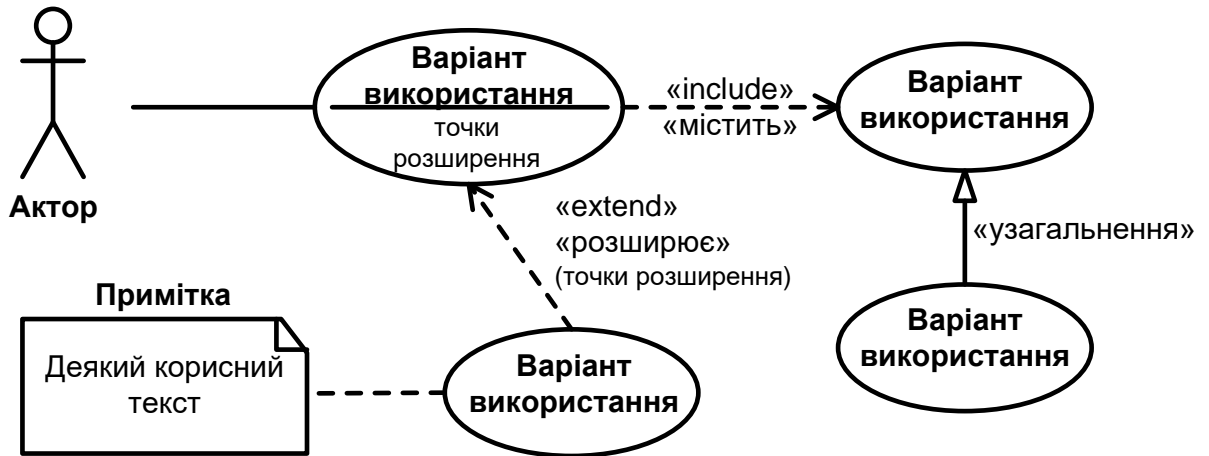 Варіант
використання
точки
розширення
«include»
«містить»
Варіант
використання
Актор
«extend»
«розширює»
(точки розширення)
«узагальнення»
Примітка
Деякий корисний
текст
Варіант
використання
Варіант
використання